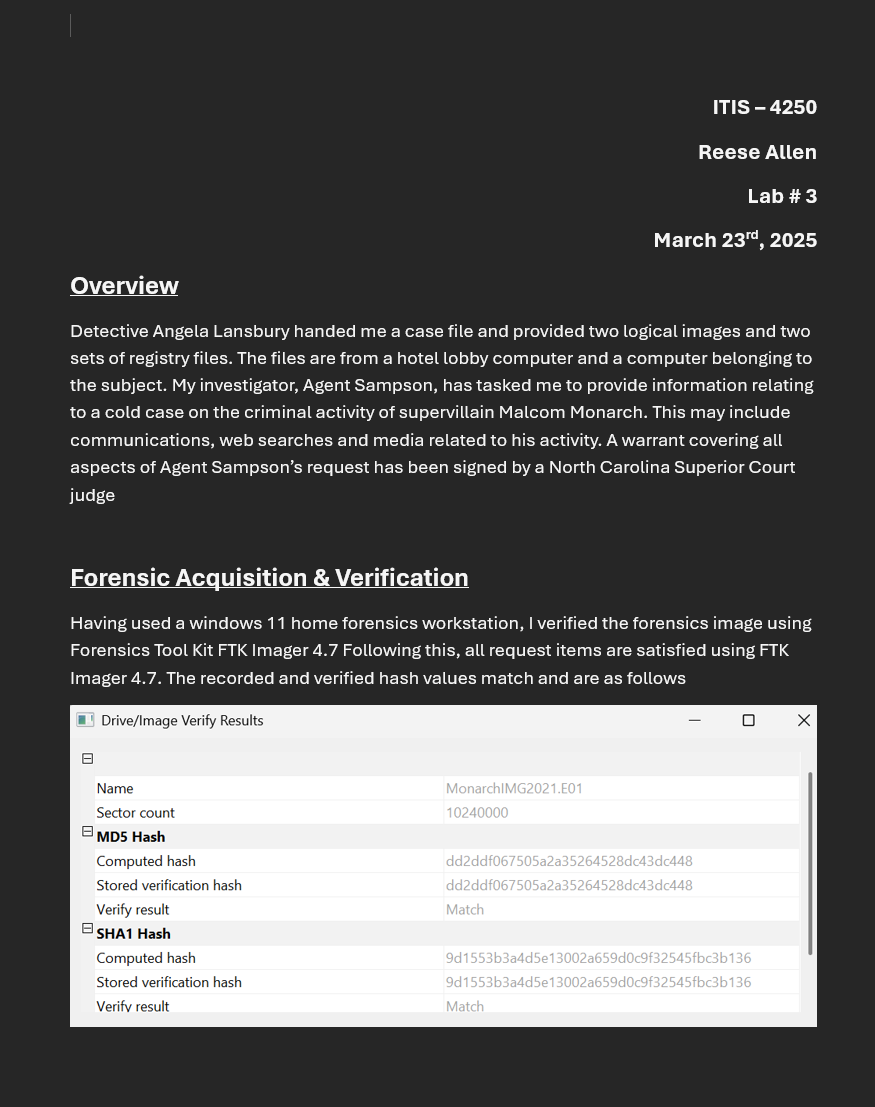 ITIS – 4250
Reese Allen
Lab # 3
March 23rd, 2025
Overview
Detective Angela Lansbury handed me a case file and provided two logical images and two
sets of registry files. The files are from a hotel lobby computer and a computer belonging to
the subject. My investigator, Agent Sampson, has tasked me to provide information relating
to a cold case on the criminal activity of supervillain Malcom Monarch. This may include
communications, web searches and media related to his activity. A warrant covering all
aspects of Agent Sampson’s request has been signed by a North Carolina Superior Court
judge
Forensic Acquisition & Verification
Having used a windows 11 home forensics workstation, I verified the forensics image using
Forensics Tool Kit FTK Imager 4.7 Following this, all request items are satisfied using FTK
Imager 4.7. The recorded and verified hash values match and are as follows
Drive/Image Verify Results
Name MonarchIMG2021.E01
Sector count 10240000
MD5 Hash
Computed hash dd2ddf067505a2a35264528dc43dc448
Stored verification hash dd2ddf067505a2a35264528dc43dc448
Verify result Match
SHA1 Hash
Computed hash 9d1553b3a4d5e13002a659d0c9f32545fbc3b136
Stored verification hash 9d1553b3a4d5e13002a659d0c9f32545fbc3b136
Verify result Match